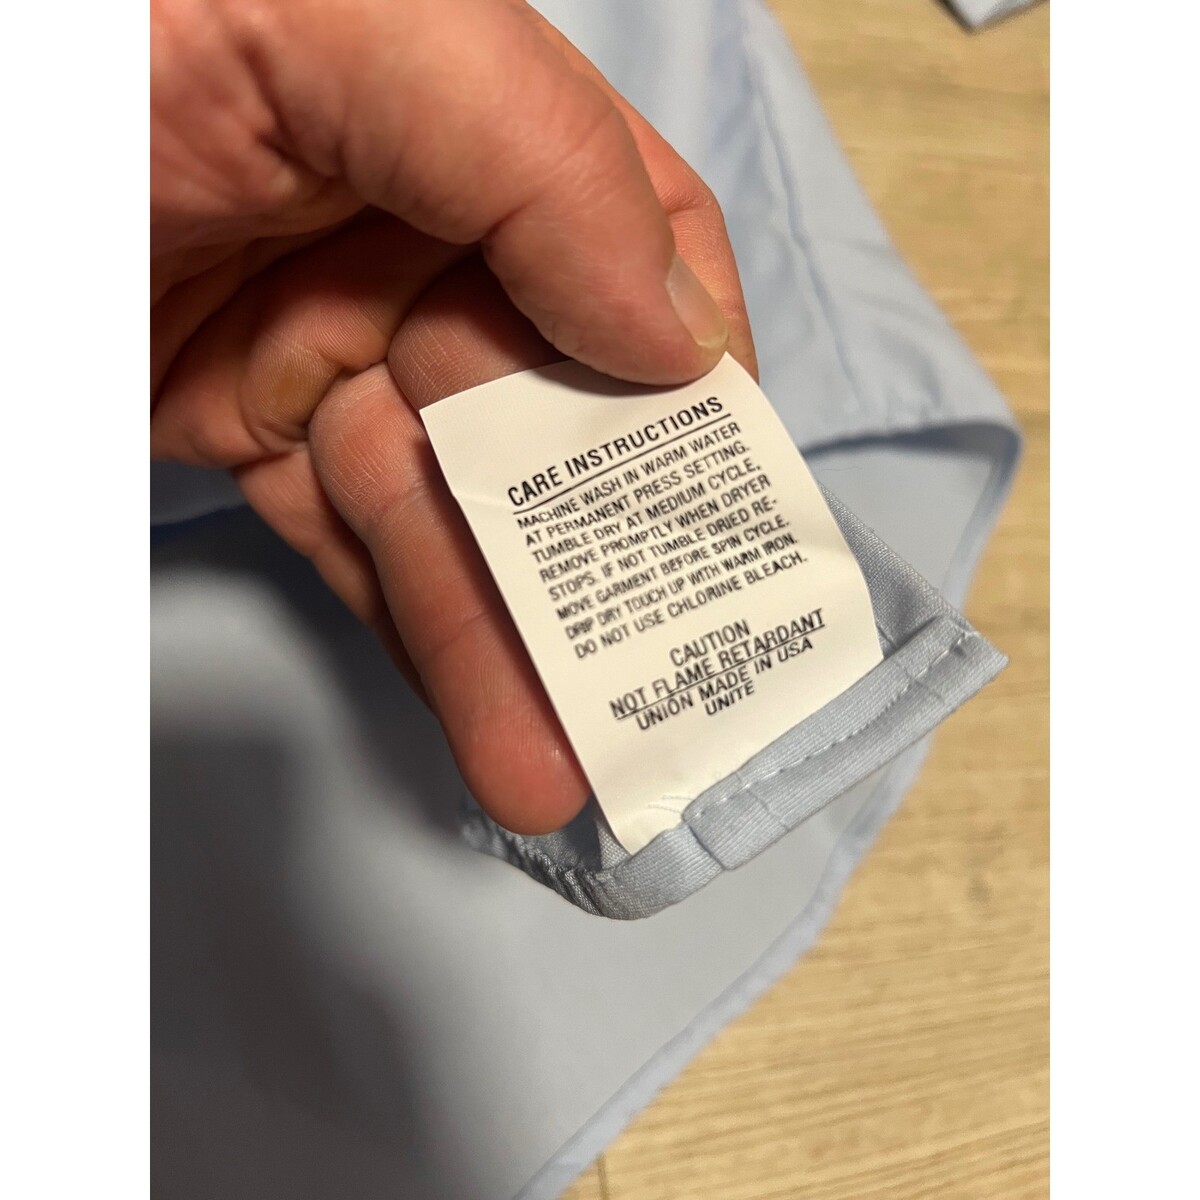 CARE INSTRUCTIONS
MACHINE WASH IN WARM WATER
AT PERMANENT PRESS SETTING.
TUMBLE DRY AT MEDIUM CYCLE,
REMOVE PROMPTLY WHEN DRYER
STOPS. IF NOT TUMBLE DRIED RE-
MOVE GARMENT BEFORE SPIN CYCLE.
DRIP DRY TOUCH UP WITH WARM IRON.
DO NOT USE CHLORINE BLEACH.
CAUTION
NOT FLAME RETARDANT
UNION MADE IN USA
UNITE